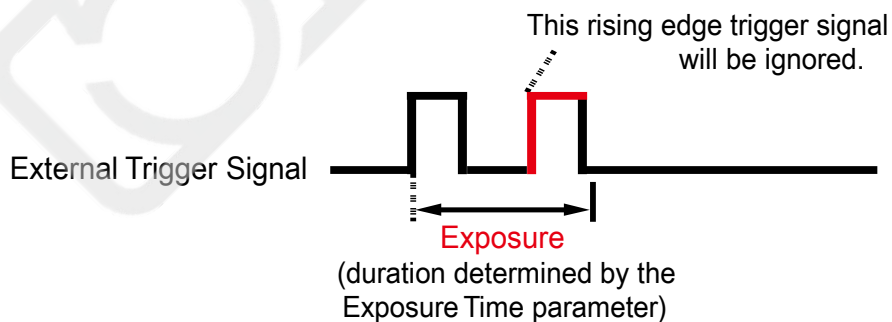 This rising edge trigger signal
will be ignored.
External Trigger Signal
Exposure
(duration determined by the
Exposure Time parameter)